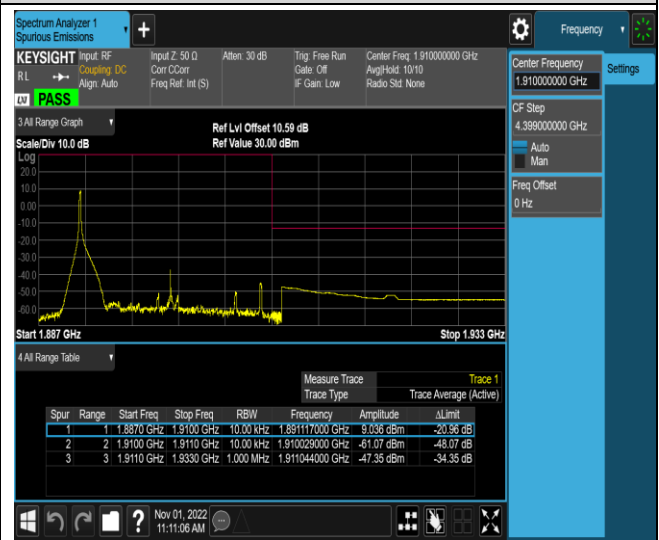 Spectrum Analyzer 1
Spurious Emissions
+
Frequency
KEYSIGHT
Input: RF
Input Z: 50 Ω
Atten: 30 dB
Trig: Free Run
Center Freq: 1.910000000 GHz
RL
Coupling: DC
Corr CCorr
Gate: Off
Avg|Hold: 10/10
Align: Auto
Freq Ref: Int (S)
IF Gain: Low
Radio Std: None
LXI
PASS
3 All Range Graph
Ref Lvl Offset 10.59 dB
Scale/Div 10.0 dB
Ref Value 30.00 dBm
Log
20.0
10.0
0.00
-10.0
-20.0
-30.0
-40.0
-50.0
-60.0
Start 1.887 GHz
Stop 1.933 GHz
4 All Range Table
Measure Trace Trace 1
Trace Type Trace Average (Active)
Spur Range Start Freq Stop Freq RBW Frequency Amplitude ΔLimit
1 1 1.8870 GHz 1.9100 GHz 10.00 kHz 1.891117000 GHz 9.036 dBm -20.96 dB
2 2 1.9100 GHz 1.9110 GHz 10.00 kHz 1.910029000 GHz -61.07 dBm -48.07 dB
3 3 1.9110 GHz 1.9330 GHz 1.000 MHz 1.911044000 GHz -47.35 dBm -34.35 dB
Center Frequency
1.910000000 GHz
Settings
CF Step
4.399000000 GHz
Auto
Man
Freq Offset
0 Hz
?
Nov 01, 2022
11:11:06 AM